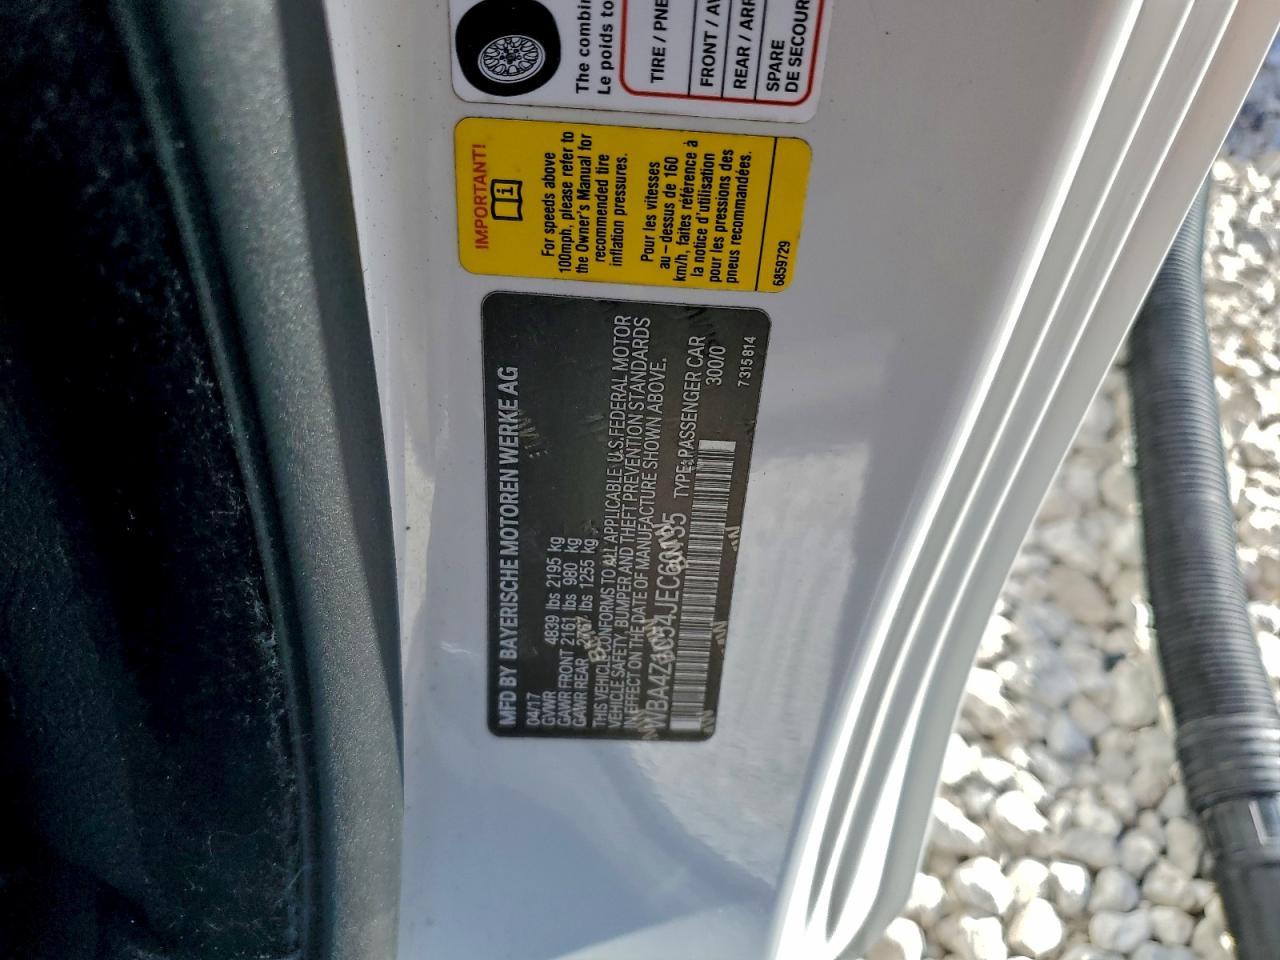 The combin
Le poids to
TIRE / PNE
FRONT / A
REAR / ARR
SPARE
DE SECOUR
IMPORTANT!
i
For speeds above
100mph, please refer to
the Owner's Manual for
recommended tire
inflation pressures.
Pour les vitesses
au-dessus de 160
km/h, faites référence à
la notice d'utilisation
pour les pressions des
pneus recommandées.
6859729
MFD BY BAYERISCHE MOTOREN WERKE AG
04/17
GVWR 4839 lbs 2195 kg
GAWR FRONT 2161 lbs 980 kg
GAWR REAR 2767 lbs 1255 kg
THIS VEHICLE CONFORMS TO ALL APPLICABLE U.S. FEDERAL MOTOR
VEHICLE SAFETY, BUMPER AND THEFT PREVENTION STANDARDS
IN EFFECT ON THE DATE OF MANUFACTURE SHOWN ABOVE.
TYPE: PASSENGER CAR
300/0
7315814